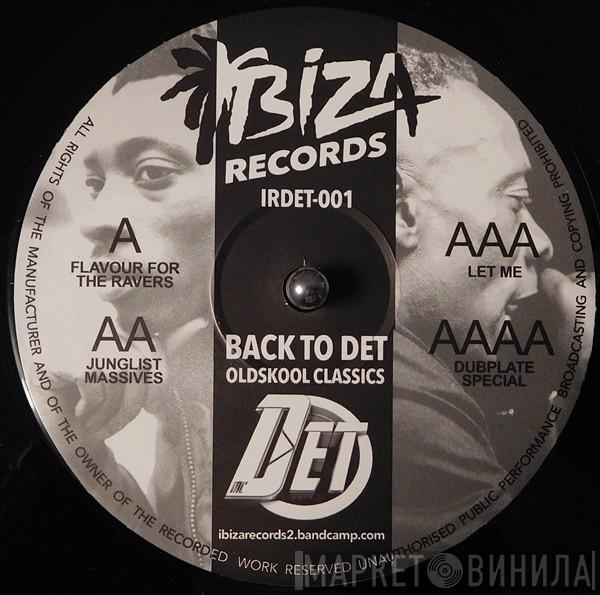 IBIZA
RECORDS
IRDET-001
A
FLAVOUR FOR
THE RAVERS
AA
JUNGLIST
MASSIVES
AAA
LET ME
AAAA
DUBPLATE
SPECIAL
BACK TO DET
OLDSKOOL CLASSICS
MC
DET
ibizarecords2.bandcamp.com
ALL RIGHTS OF THE MANUFACTURER AND OF THE OWNER OF THE RECORDED WORK RESERVED UNAUTHORISED PUBLIC PERFORMANCE BROADCASTING AND COPYING PROHIBITED
МАРКЕТ ВИНИЛА